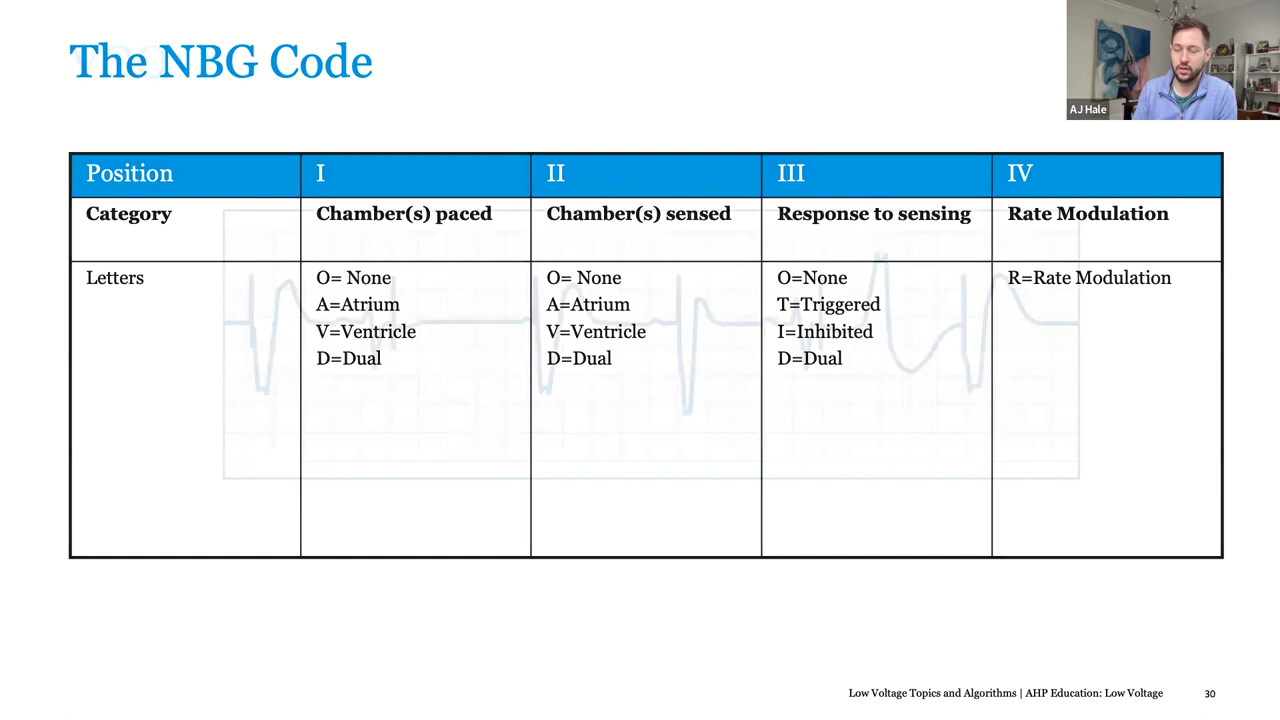 The NBG Code
AJ Hale
Position I II III IV
Category Chamber(s) paced Chamber(s) sensed Response to sensing Rate Modulation
Letters O= None O= None O=None R=Rate Modulation
A=Atrium A=Atrium T=Triggered
V=Ventricle V=Ventricle I=Inhibited
D=Dual D=Dual D=Dual
Low Voltage Topics and Algorithms | AHP Education: Low Voltage 30